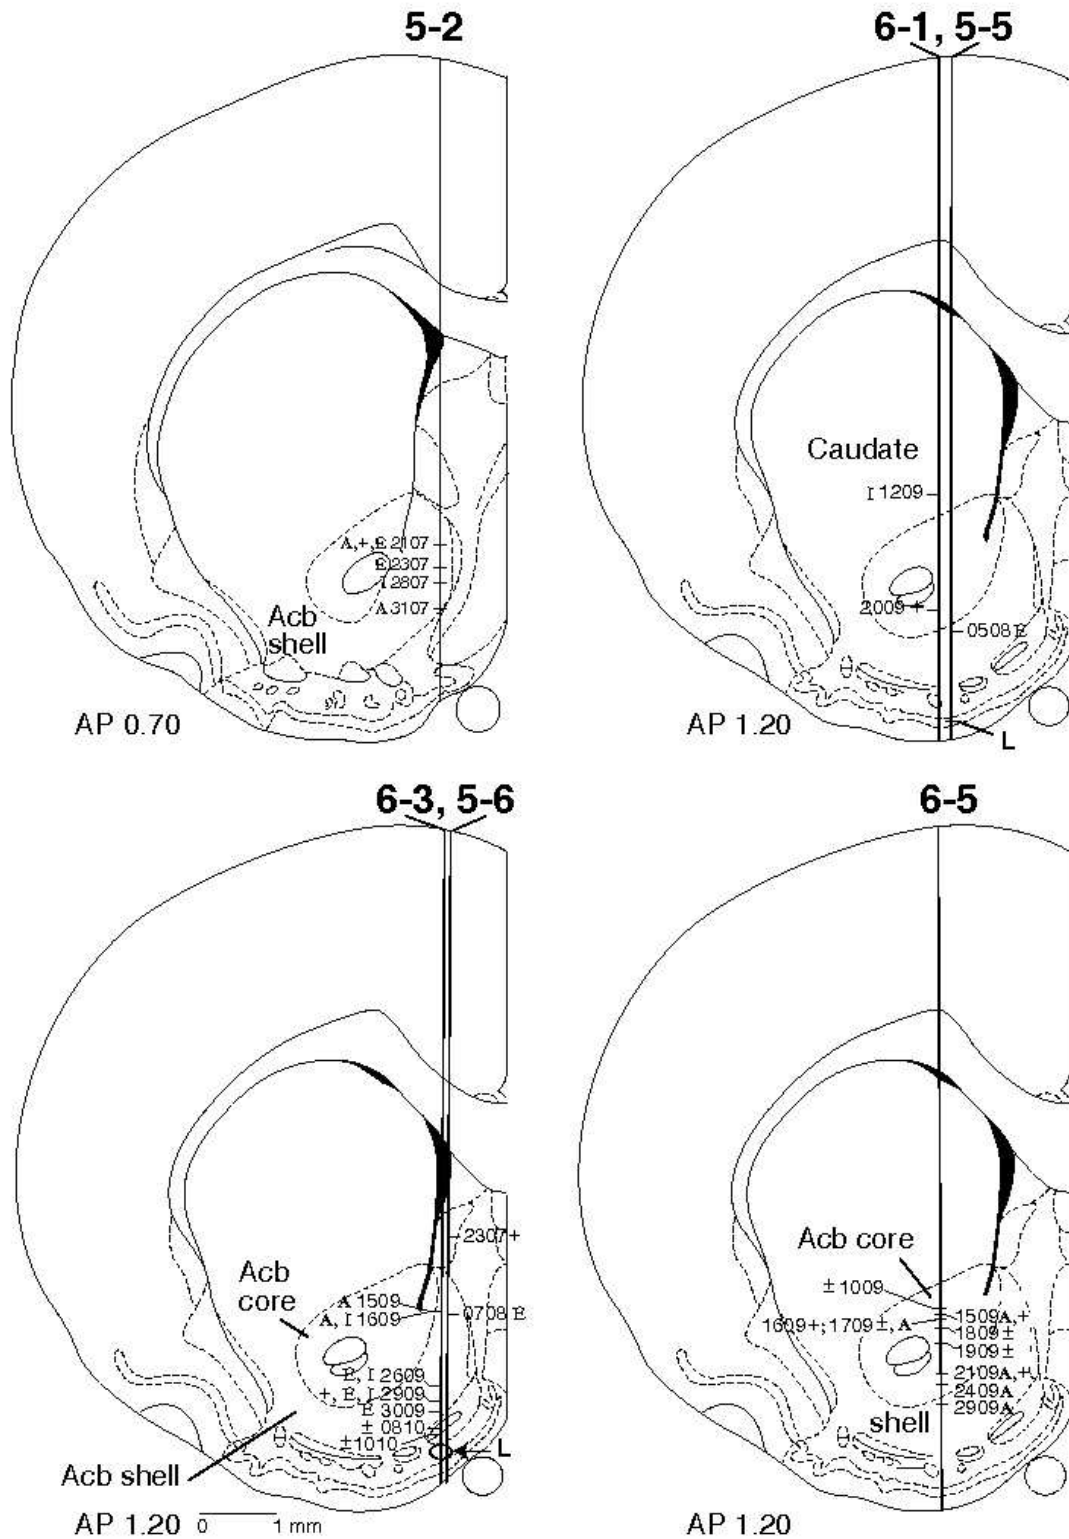 5-2
A,+,E 2107
E 2307
I 2807
A 3107
Acb
shell
AP 0.70
6-1, 5-5
Caudate
I 1209
2009 +
0508 E
AP 1.20
L
6-3, 5-6
2307+
Acb
core
A 1509
A, I 1609
0708 E
E, I 2609
+, E, I 2909
E 3009
± 0810
±1010
L
Acb shell
AP 1.20
0 1 mm
6-5
Acb core
± 1009
1609+;1709±,A
1509A,+
1809±
1909±
2109A,+
2409A
2909A
shell
AP 1.20